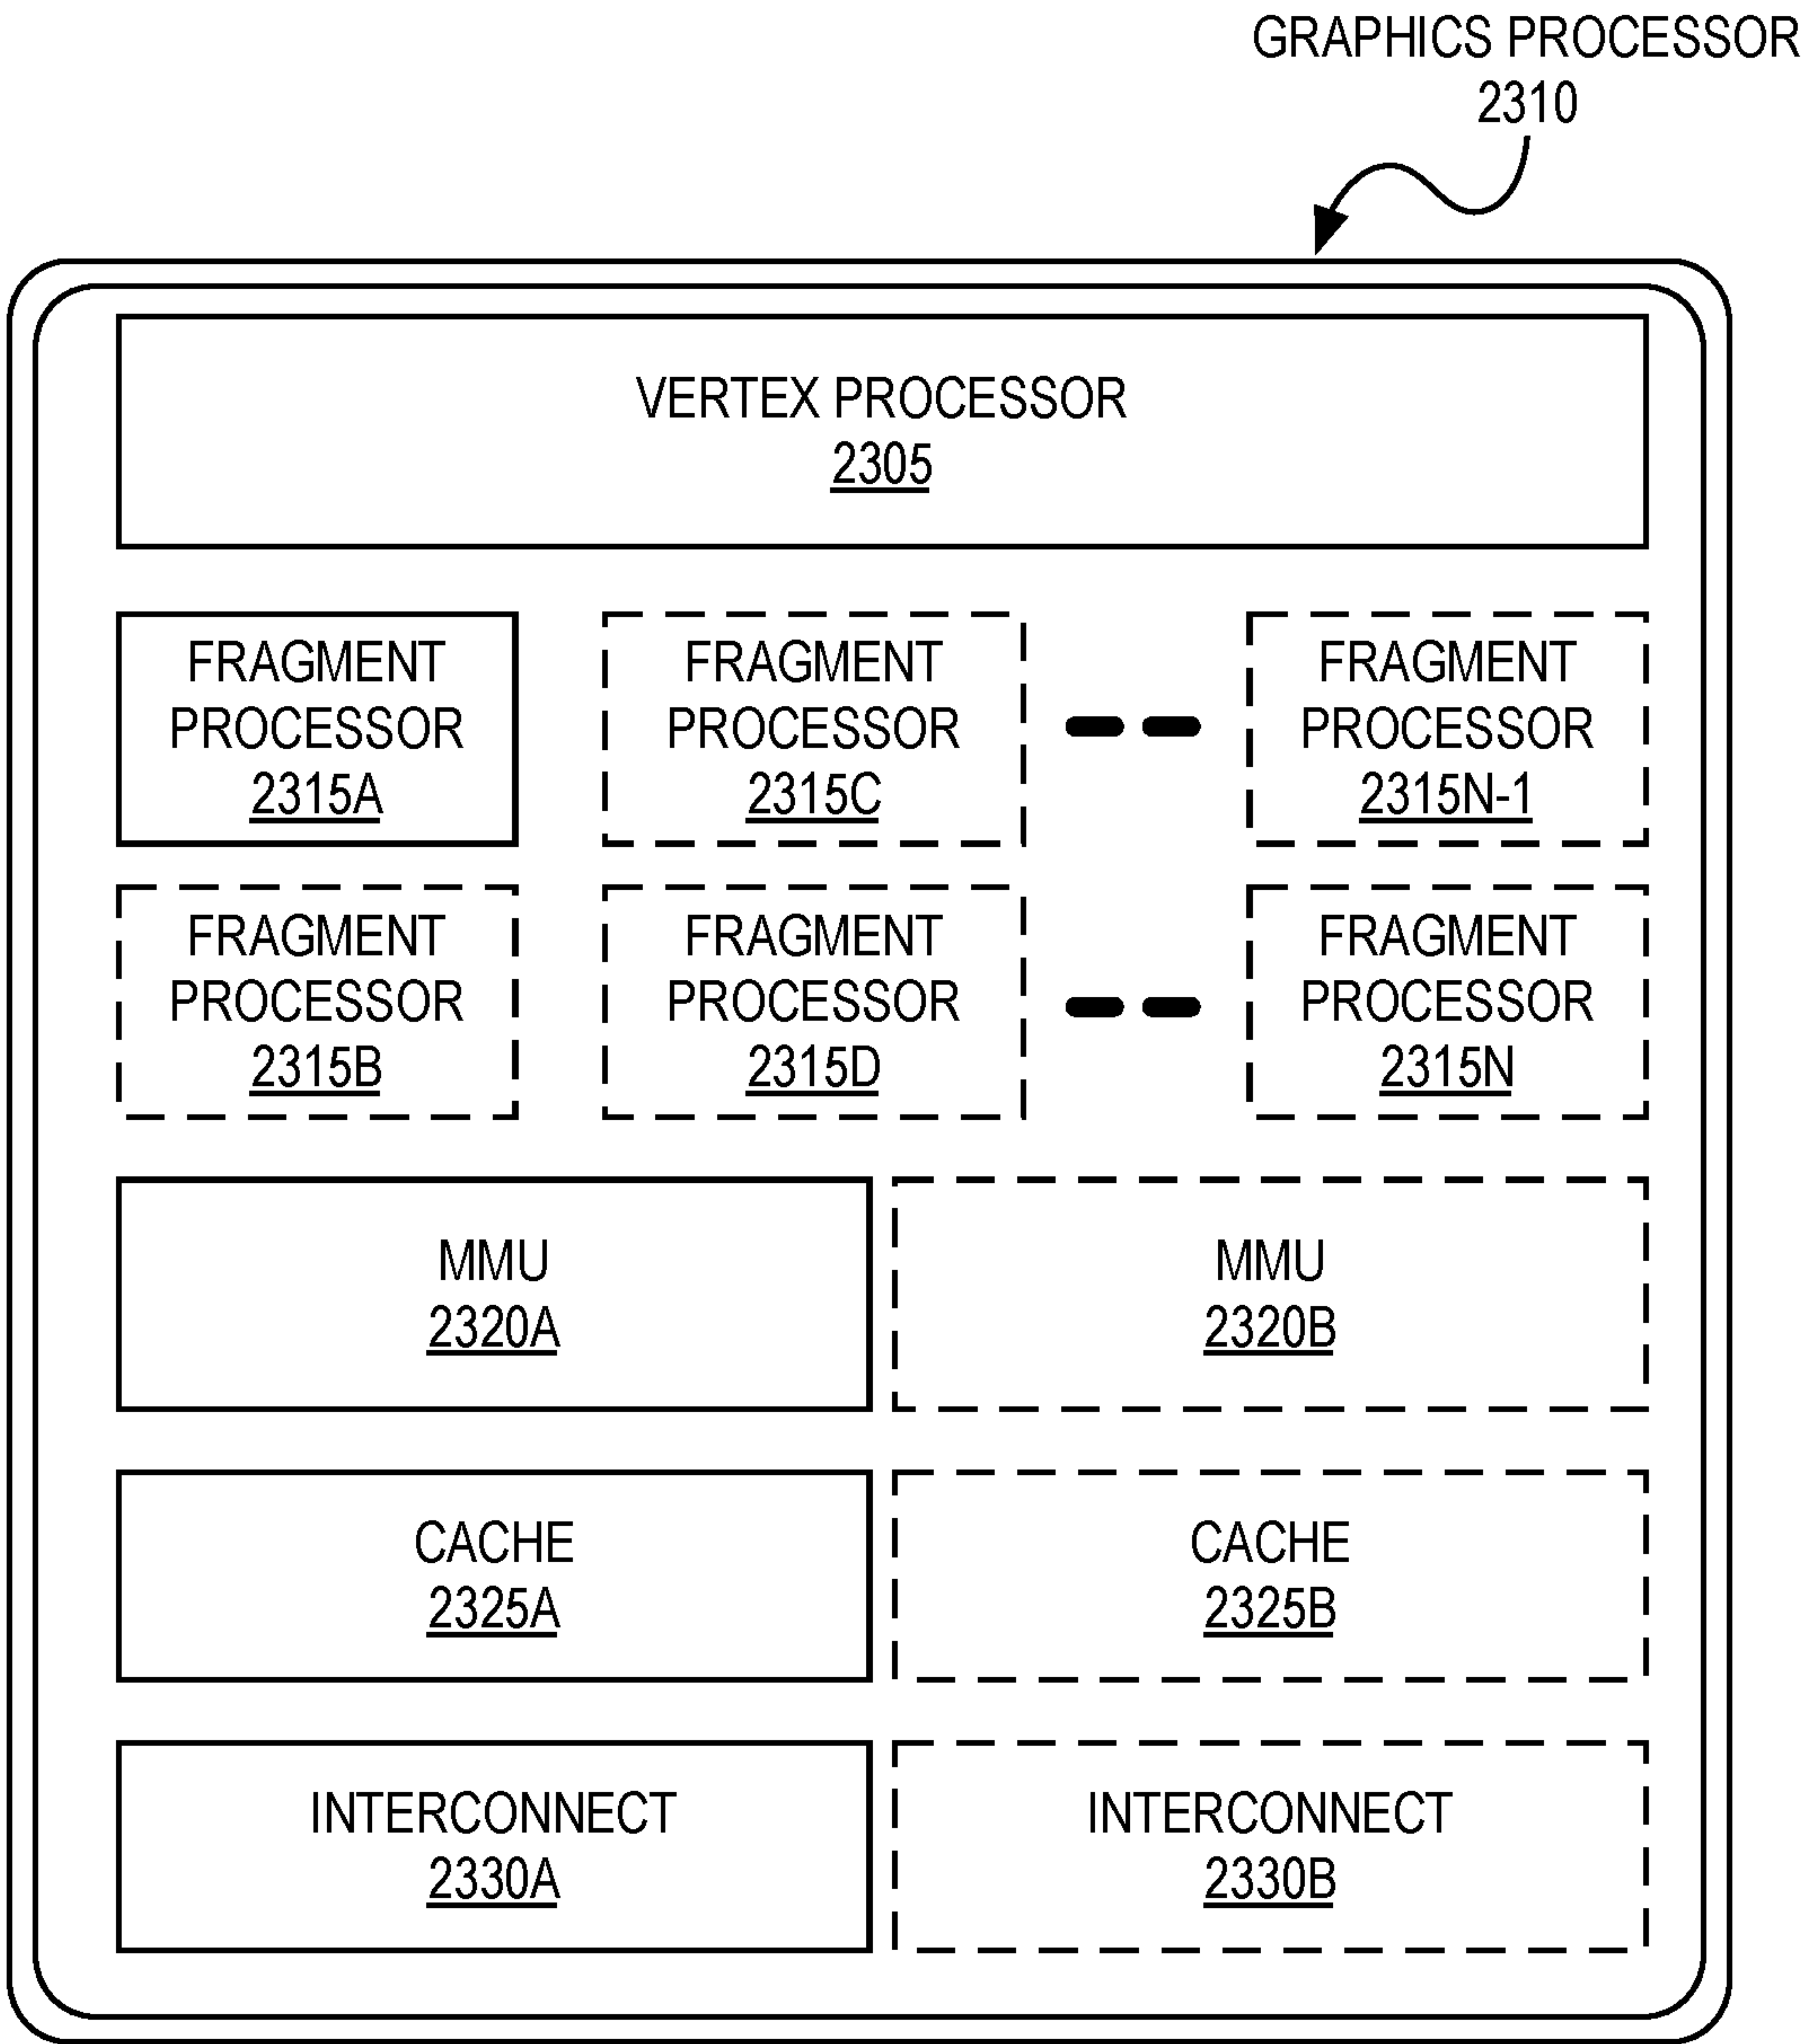 GRAPHICS PROCESSOR
2310
VERTEX PROCESSOR
2305
FRAGMENT
PROCESSOR
2315A
FRAGMENT
PROCESSOR
2315C
FRAGMENT
PROCESSOR
2315N-1
FRAGMENT
PROCESSOR
2315B
FRAGMENT
PROCESSOR
2315D
FRAGMENT
PROCESSOR
2315N
MMU
2320A
MMU
2320B
CACHE
2325A
CACHE
2325B
INTERCONNECT
2330A
INTERCONNECT
2330B